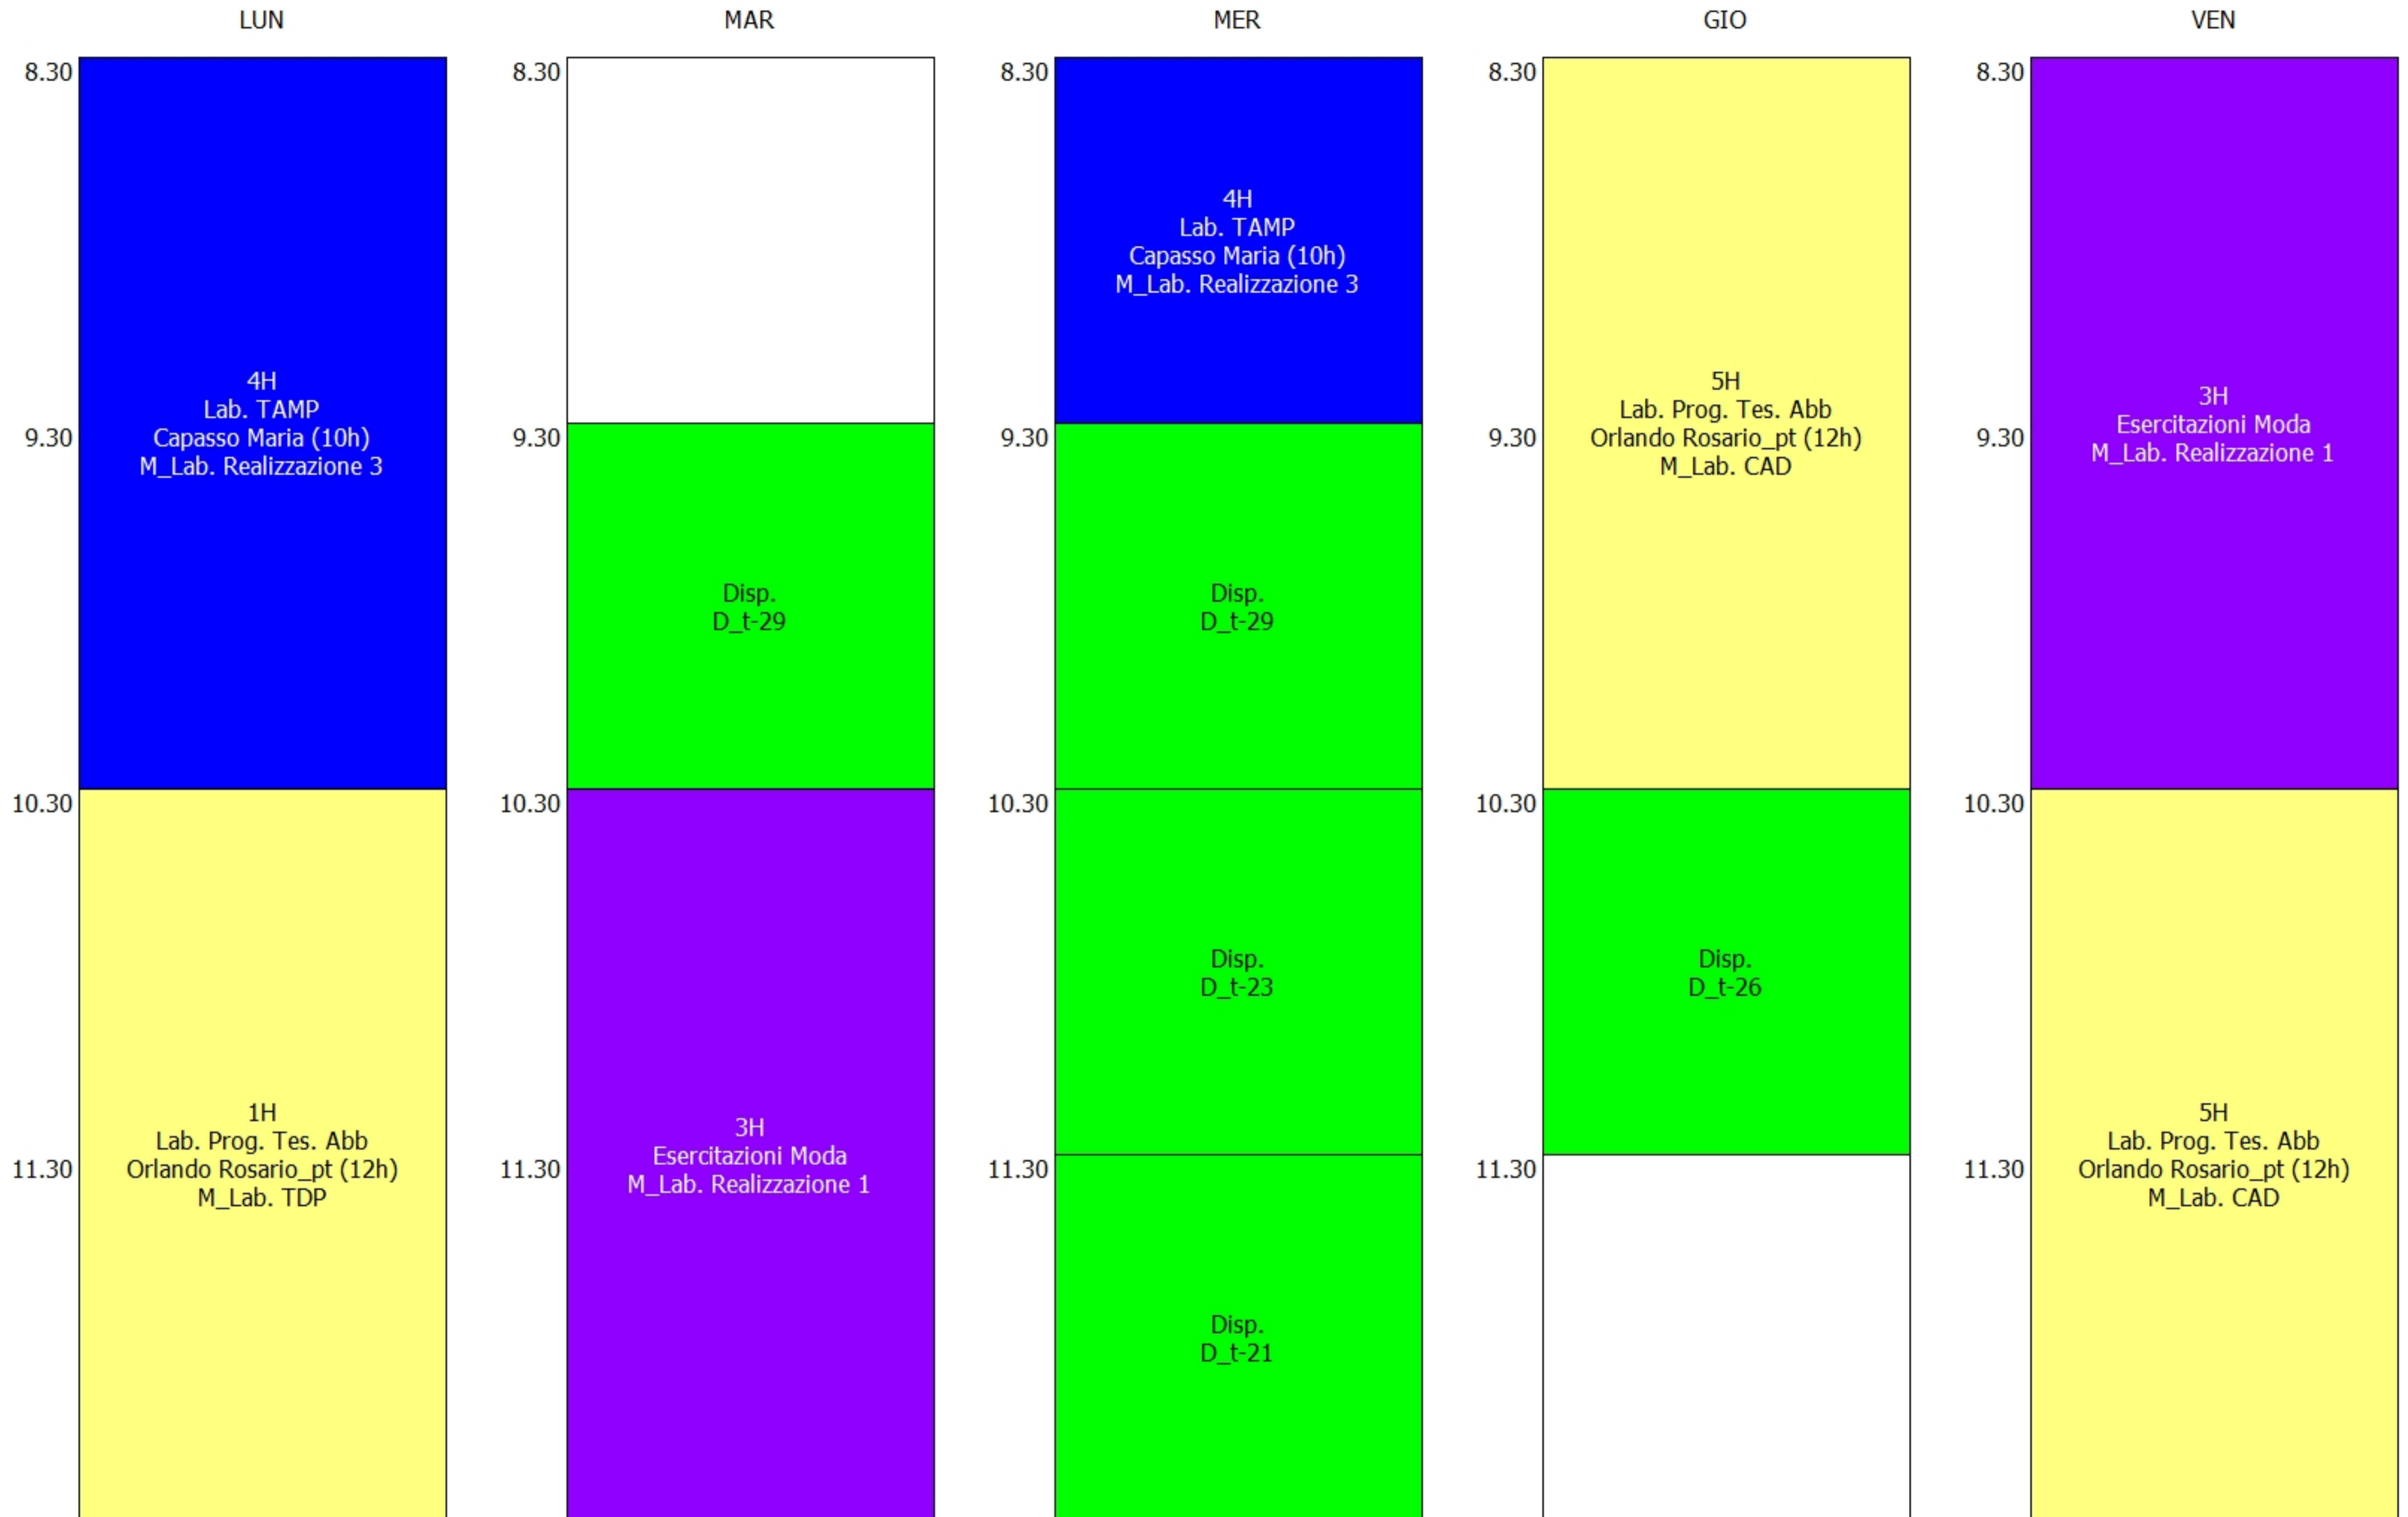 LUN
MAR
MER
GIO
VEN
8.30
4H
Lab. TAMP
Capasso Maria (10h)
M_Lab. Realizzazione 3
9.30
10.30
1H
Lab. Prog. Tes. Abb
Orlando Rosario_pt (12h)
M_Lab. TDP
11.30
8.30
9.30
Disp.
D_t-29
10.30
3H
Esercitazioni Moda
M_Lab. Realizzazione 1
11.30
8.30
4H
Lab. TAMP
Capasso Maria (10h)
M_Lab. Realizzazione 3
9.30
Disp.
D_t-29
10.30
Disp.
D_t-23
11.30
Disp.
D_t-21
8.30
5H
Lab. Prog. Tes. Abb
Orlando Rosario_pt (12h)
M_Lab. CAD
9.30
10.30
Disp.
D_t-26
11.30
8.30
3H
Esercitazioni Moda
M_Lab. Realizzazione 1
9.30
10.30
5H
Lab. Prog. Tes. Abb
Orlando Rosario_pt (12h)
M_Lab. CAD
11.30